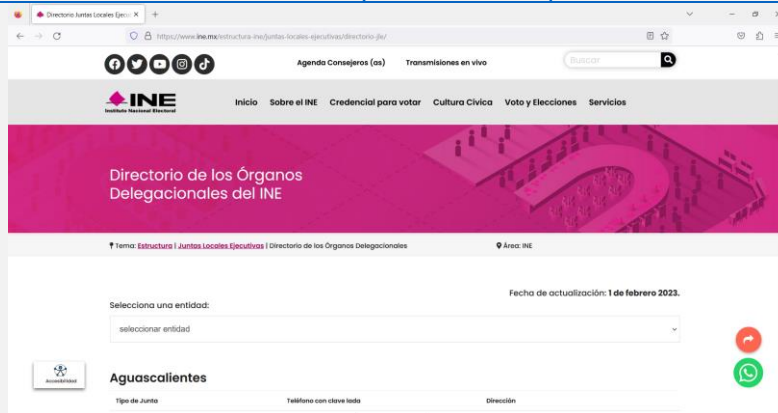 Directorio Juntas Locales Ejecu
https://www.ine.mx/estructura-ine/juntas-locales-ejecutivas/directorio-jle/
Agenda Consejeros (as) Transmisiones en vivo Buscar
INE
Instituto Nacional Electoral
Inicio Sobre el INE Credencial para votar Cultura Cívica Voto y Elecciones Servicios
Directorio de los Órganos
Delegacionales del INE
Tema: Estructura | Juntas Locales Ejecutivas | Directorio de los Órganos Delegacionales Área: INE
Fecha de actualización: 1 de febrero 2023.
Selecciona una entidad:
seleccionar entidad
Accesibilidad
Aguascalientes
Tipo de Junta Teléfono con clave lada Dirección